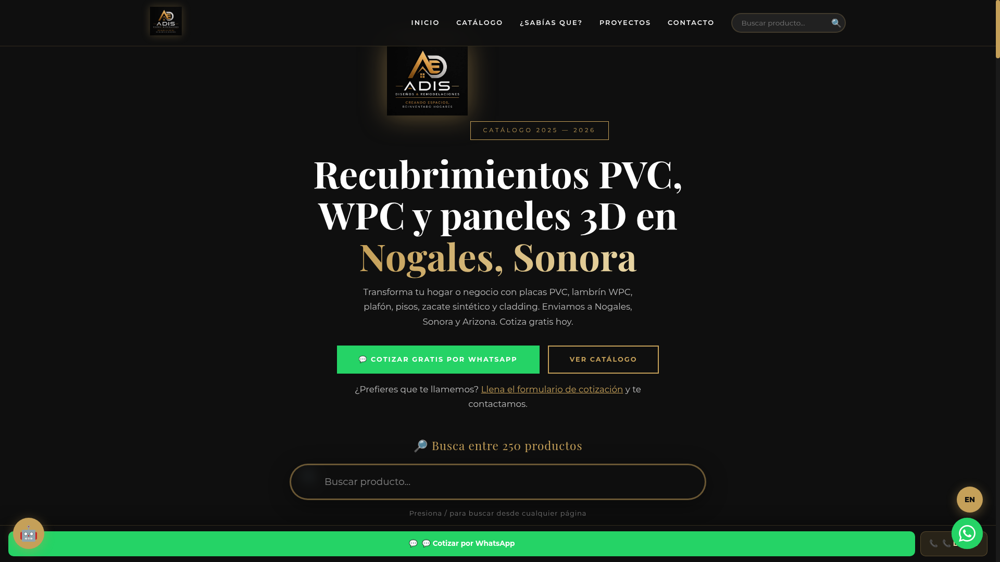 ADIS
INICIO
CATÁLOGO
¿SABÍAS QUE?
PROYECTOS
CONTACTO
Buscar producto...
ADIS
DISEÑOS & REMODELACIONES
CREANDO ESPACIOS,
REINVENTADO HOGARES
CATÁLOGO 2025 — 2026
Recubrimientos PVC,
WPC y paneles 3D en
Nogales, Sonora
Transforma tu hogar o negocio con placas PVC, lambrín WPC,
plafón, pisos, zacate sintético y cladding. Enviamos a Nogales,
Sonora y Arizona. Cotiza gratis hoy.
💬 COTIZAR GRATIS POR WHATSAPP
VER CATÁLOGO
¿Prefieres que te llamemos? Llena el formulario de cotización y te
contactamos.
🔎 Busca entre 250 productos
Buscar producto...
Presiona / para buscar desde cualquier página
EN
💬 💬 Cotizar por WhatsApp